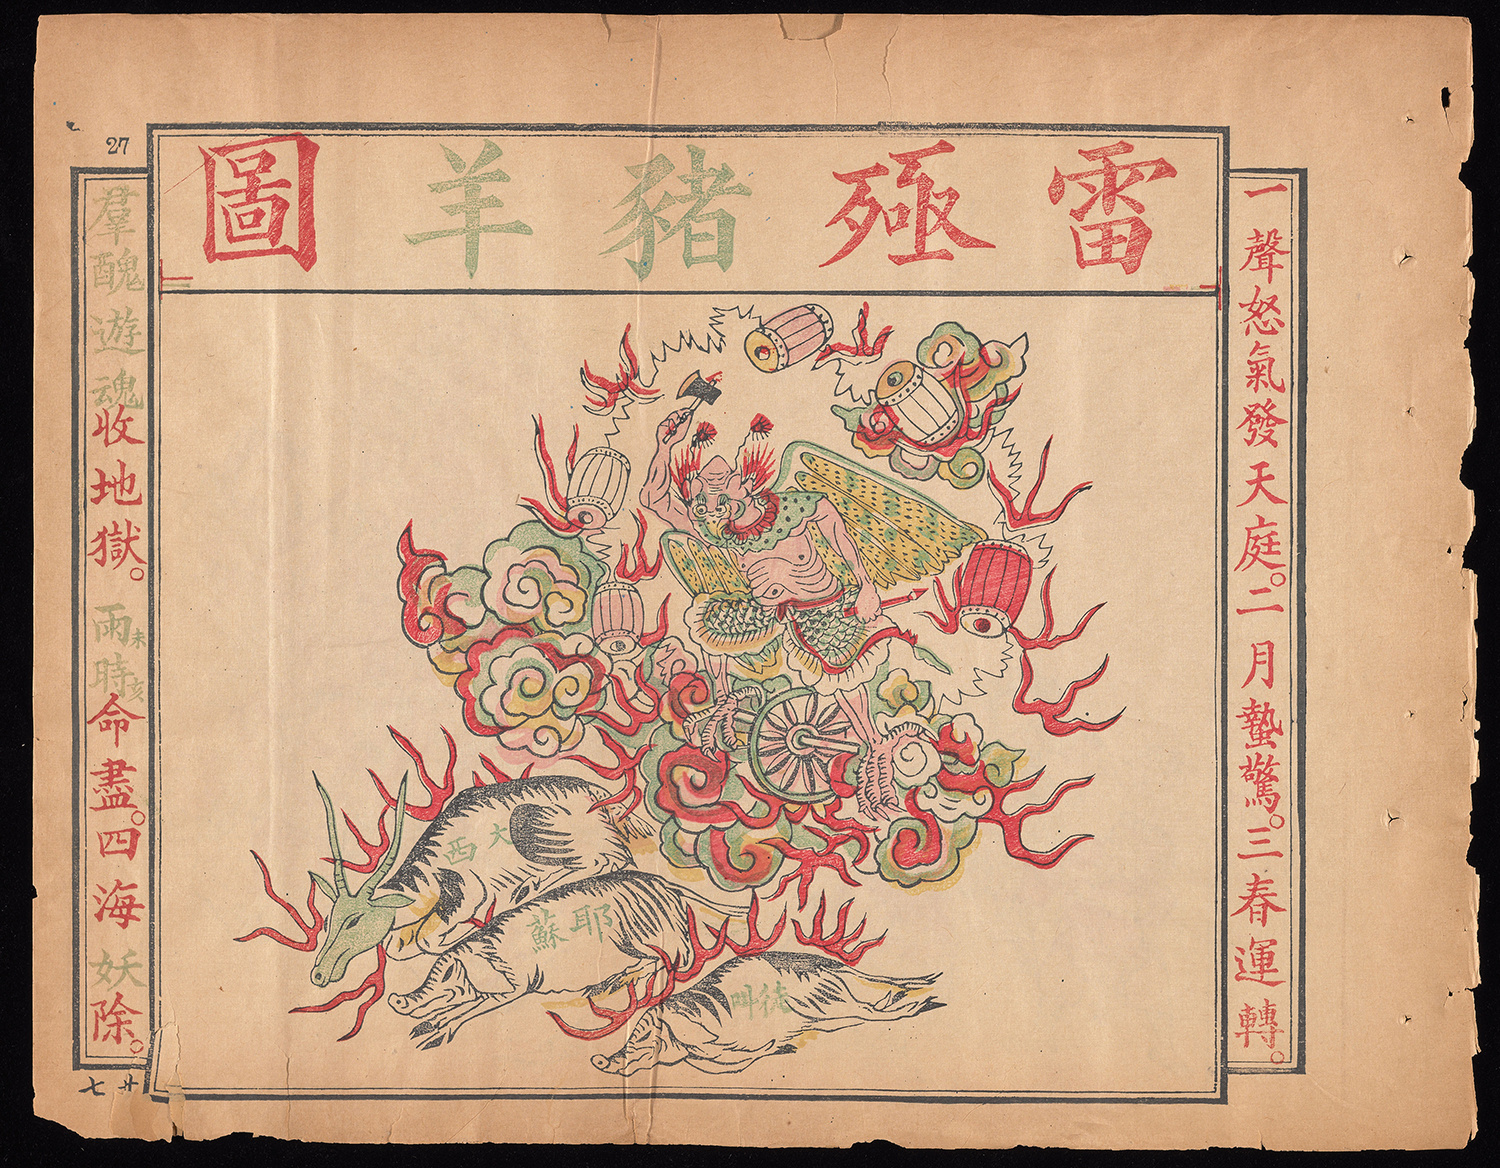 雷殛豬羊圖
一聲怒氣發天庭。二月蟄驚。三春運轉。
羣醜遊魂收地獄。兩未時亥命盡。四海妖除。
大西
耶蘇
徒叫
27
廿七